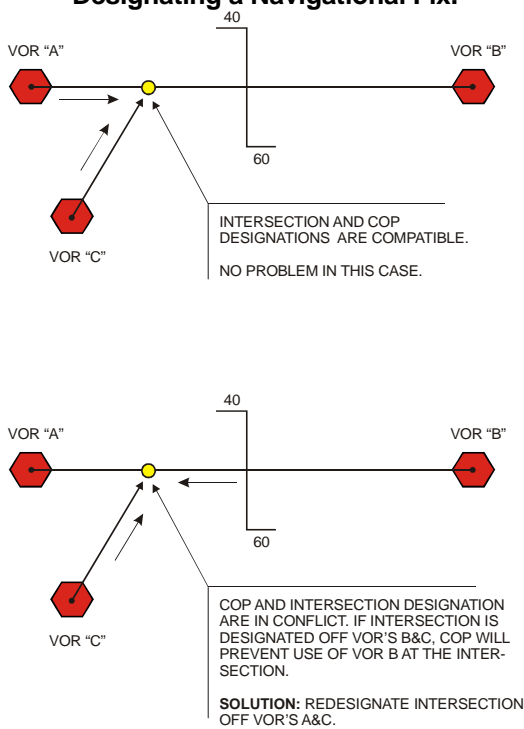 Designating a Navigational Fix.
40
VOR “A”
VOR “B”
60
INTERSECTION AND COP
DESIGNATIONS ARE COMPATIBLE.
VOR “C”
NO PROBLEM IN THIS CASE.
40
VOR “A”
VOR “B”
60
COP AND INTERSECTION DESIGNATION
ARE IN CONFLICT. IF INTERSECTION IS
DESIGNATED OFF VOR'S B&C, COP WILL
PREVENT USE OF VOR B AT THE INTER-
SECTION.
VOR “C”
SOLUTION: REDESIGNATE INTERSECTION
OFF VOR'S A&C.